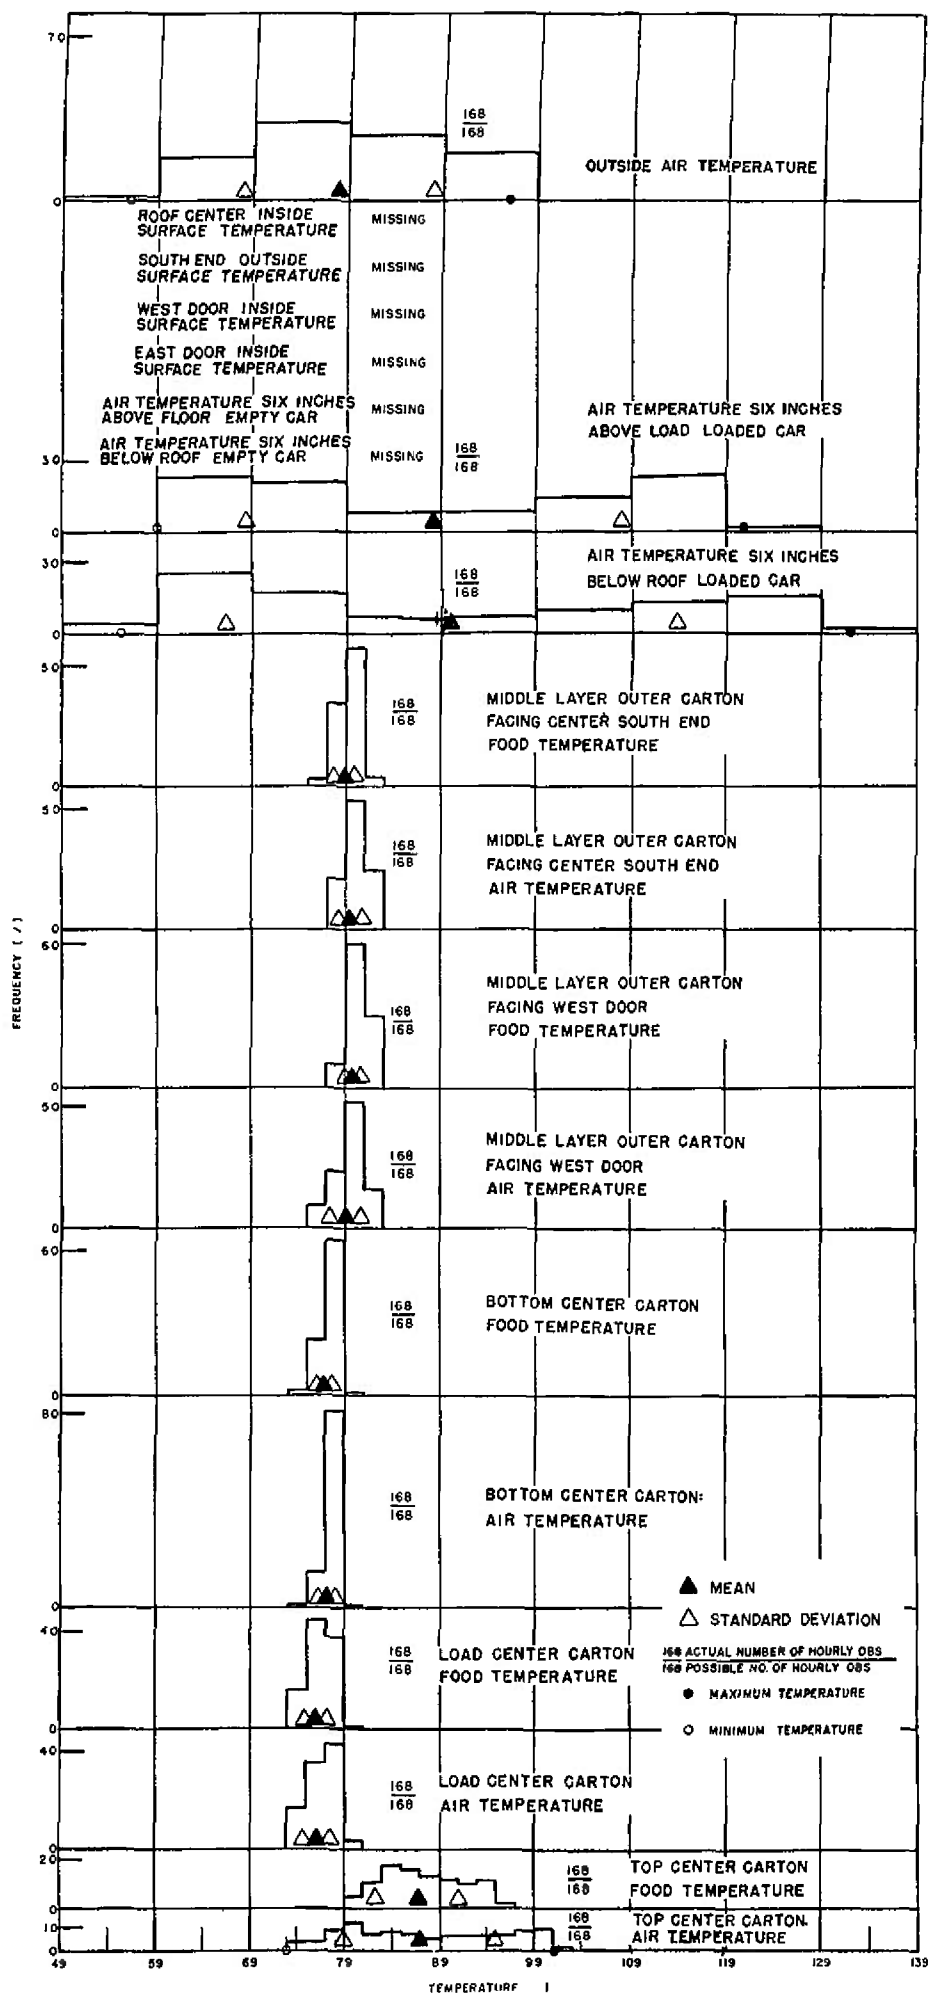 70
168
168
OUTSIDE AIR TEMPERATURE
0
ROOF CENTER INSIDE
SURFACE TEMPERATURE
MISSING
SOUTH END OUTSIDE
SURFACE TEMPERATURE
MISSING
WEST DOOR INSIDE
SURFACE TEMPERATURE
MISSING
EAST DOOR INSIDE
SURFACE TEMPERATURE
MISSING
AIR TEMPERATURE SIX INCHES
ABOVE FLOOR EMPTY CAR
MISSING
AIR TEMPERATURE SIX INCHES
ABOVE LOAD LOADED CAR
AIR TEMPERATURE SIX INCHES
BELOW ROOF EMPTY CAR
MISSING
168
168
30
0
30
168
168
AIR TEMPERATURE SIX INCHES
BELOW ROOF LOADED CAR
0
50
168
168
MIDDLE LAYER OUTER CARTON
FACING CENTER SOUTH END
FOOD TEMPERATURE
0
50
168
168
MIDDLE LAYER OUTER CARTON
FACING CENTER SOUTH END
AIR TEMPERATURE
0
FREQUENCY (/)
60
168
168
MIDDLE LAYER OUTER CARTON
FACING WEST DOOR
FOOD TEMPERATURE
0
50
168
168
MIDDLE LAYER OUTER CARTON
FACING WEST DOOR
AIR TEMPERATURE
0
60
168
168
BOTTOM CENTER CARTON
FOOD TEMPERATURE
0
80
168
168
BOTTOM CENTER CARTON:
AIR TEMPERATURE
0
MEAN
STANDARD DEVIATION
168 ACTUAL NUMBER OF HOURLY OBS
168 POSSIBLE NO. OF HOURLY OBS
MAXIMUM TEMPERATURE
MINIMUM TEMPERATURE
40
168
168
LOAD CENTER CARTON
FOOD TEMPERATURE
0
40
168
168
LOAD CENTER CARTON
AIR TEMPERATURE
0
20
168
168
TOP CENTER CARTON
FOOD TEMPERATURE
0
10
168
168
TOP CENTER CARTON.
AIR TEMPERATURE
0
49 59 69 79 89 99 109 119 129 139
TEMPERATURE